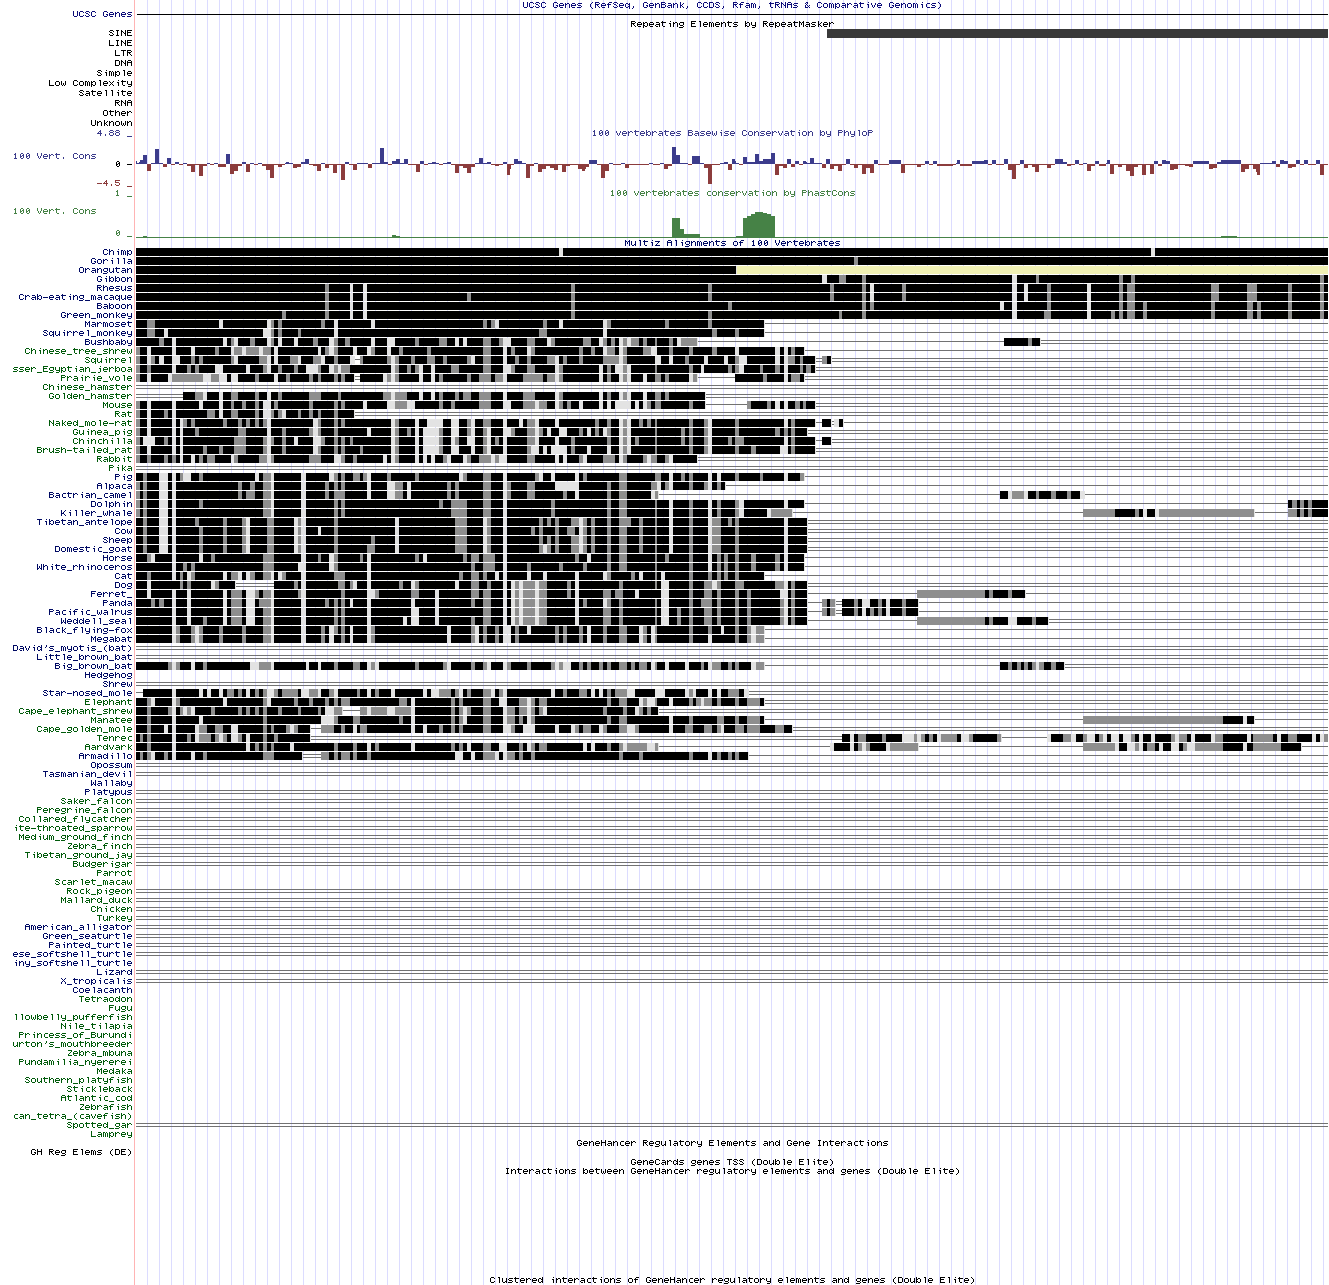 UCSC Genes (RefSeq, GenBank, CCDS, Rfam, tRNAs & Comparative Genomics)
UCSC Genes
Repeating Elements by RepeatMasker
SINE
LINE
LTR
DNA
Simple
Low Complexity
Satellite
RNA
Other
Unknown
4.88 _
100 vertebrates Basewise Conservation by PhyloP
100 Vert. Cons
0 -
-4.5 _
1 _
100 vertebrates conservation by PhastCons
100 Vert. Cons
0 _
Multiz Alignments of 100 Vertebrates
Chimp
Gorilla
Orangutan
Gibbon
Rhesus
Crab-eating_macaque
Baboon
Green_monkey
Marmoset
Squirrel_monkey
Bushbaby
Chinese_tree_shrew
Squirrel
sser_Egyptian_jerboa
Prairie_vole
Chinese_hamster
Golden_hamster
Mouse
Rat
Naked_mole-rat
Guinea_pig
Chinchilla
Brush-tailed_rat
Rabbit
Pika
Pig
Alpaca
Bactrian_camel
Dolphin
Killer_whale
Tibetan_antelope
Cow
Sheep
Domestic_goat
Horse
White_rhinoceros
Cat
Dog
Ferret_
Panda
Pacific_walrus
Weddell_seal
Black_flying-fox
Megabat
David's_myotis_(bat)
Little_brown_bat
Big_brown_bat
Hedgehog
Shrew
Star-nosed_mole
Elephant
Cape_elephant_shrew
Manatee
Cape_golden_mole
Tenrec
Aardvark
Armadillo
Opossum
Tasmanian_devil
Wallaby
Platypus
Saker_falcon
Peregrine_falcon
Collared_flycatcher
ite-throated_sparrow
Medium_ground_finch
Zebra_finch
Tibetan_ground_jay
Budgerigar
Parrot
Scarlet_macaw
Rock_pigeon
Mallard_duck
Chicken
Turkey
American_alligator
Green_seaturtle
Painted_turtle
ese_softshell_turtle
iny_softshell_turtle
Lizard
X_tropicalis
Coelacanth
Tetraodon
Fugu
llowbelly_pufferfish
Nile_tilapia
Princess_of_Burundi
urton's_mouthbreeder
Zebra_mbuna
Pundamilia_nyererei
Medaka
Southern_platyfish
Stickleback
Atlantic_cod
Zebrafish
can_tetra_(cavefish)
Spotted_gar
Lamprey
GeneHancer Regulatory Elements and Gene Interactions
GH Reg Elems (DE)
GeneCards genes TSS (Double Elite)
Interactions between GeneHancer regulatory elements and genes (Double Elite)
Clustered interactions of GeneHancer regulatory elements and genes (Double Elite)